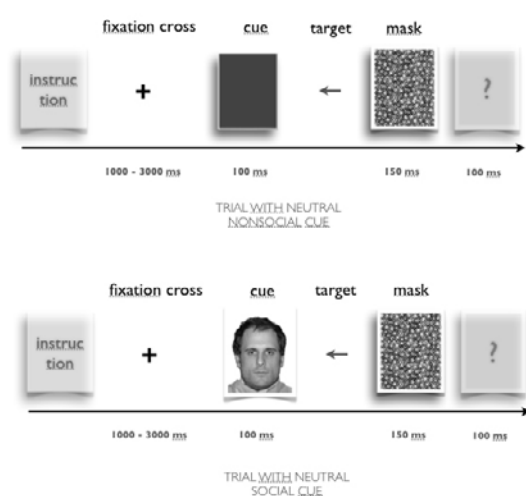 fixation cross cue target mask
instruc
tion
?
1000 - 3000 ms 100 ms 150 ms 100 ms
TRIAL WITH NEUTRAL
NONSOCIAL CUE
fixation cross cue target mask
instruc
tion
?
1000 - 3000 ms 100 ms 150 ms 100 ms
TRIAL WITH NEUTRAL
SOCIAL CUE